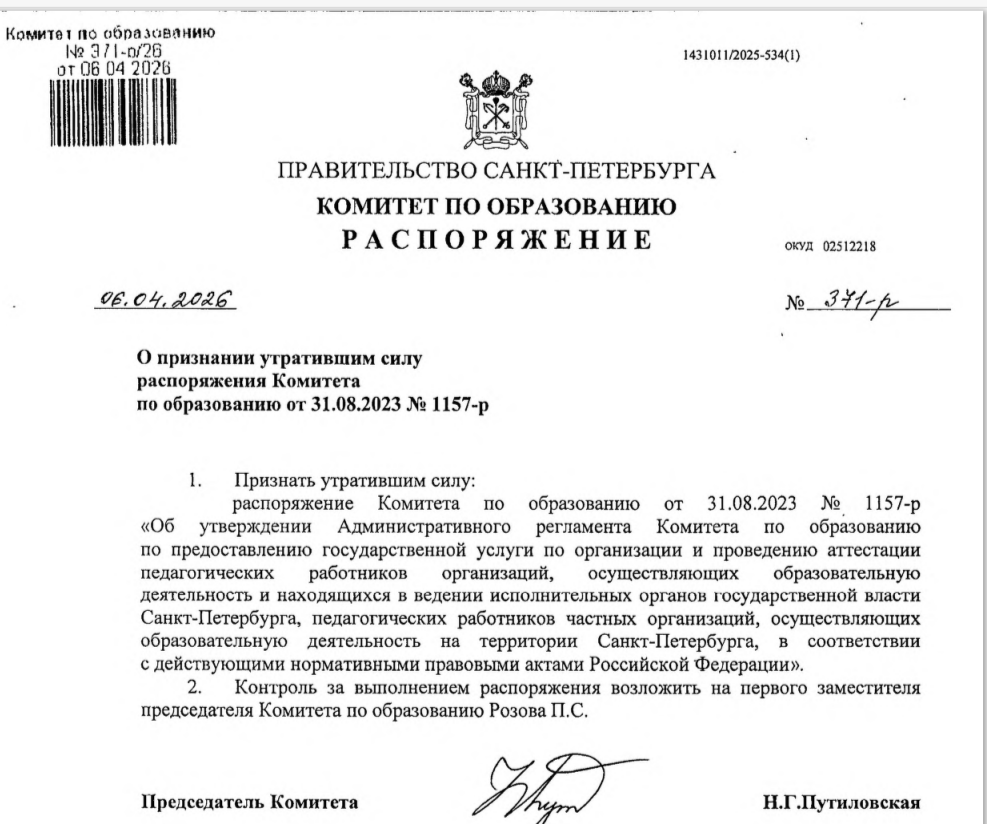 Комитет по образованию
№ 371-р/26
от 06 04 2026
1431011/2025-534(1)
ПРАВИТЕЛЬСТВО САНКТ-ПЕТЕРБУРГА
КОМИТЕТ ПО ОБРАЗОВАНИЮ
РАСПОРЯЖЕНИЕ
окуд 02512218
06.04.2026
№ 371-р
О признании утратившим силу
распоряжения Комитета
по образованию от 31.08.2023 № 1157-р
1. Признать утратившим силу:
распоряжение Комитета по образованию от 31.08.2023 № 1157-р
«Об утверждении Административного регламента Комитета по образованию
по предоставлению государственной услуги по организации и проведению аттестации
педагогических работников организаций, осуществляющих образовательную
деятельность и находящихся в ведении исполнительных органов государственной власти
Санкт-Петербурга, педагогических работников частных организаций, осуществляющих
образовательную деятельность на территории Санкт-Петербурга, в соответствии
с действующими нормативными правовыми актами Российской Федерации».
2. Контроль за выполнением распоряжения возложить на первого заместителя
председателя Комитета по образованию Розова П.С.
Председатель Комитета
Н.Г.Путиловская